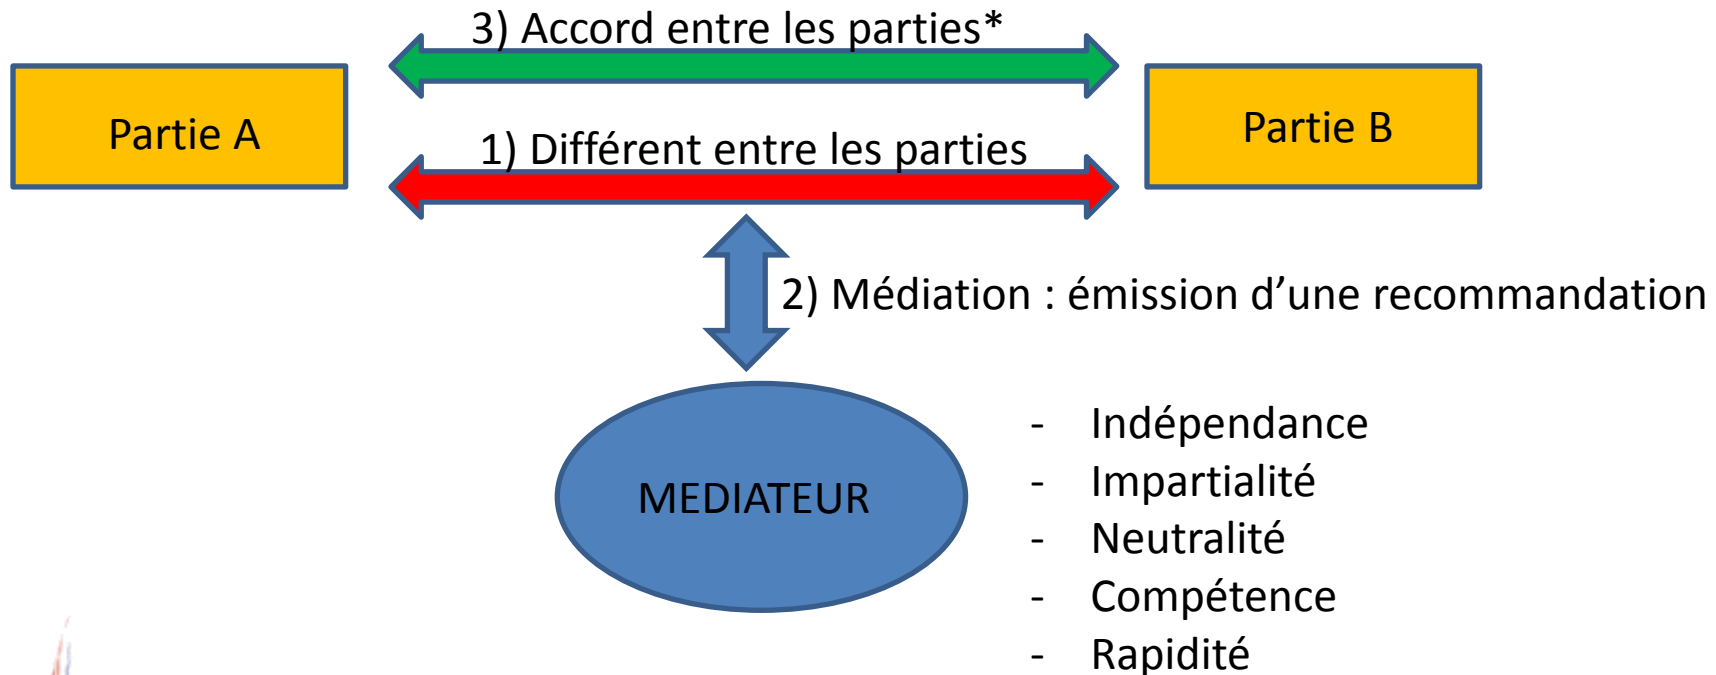 3) Accord entre les parties*
Partie A
Partie B
1) Différent entre les parties
2) Médiation : émission d’une recommandation
MEDIATEUR
- Indépendance
- Impartialité
- Neutralité
- Compétence
- Rapidité